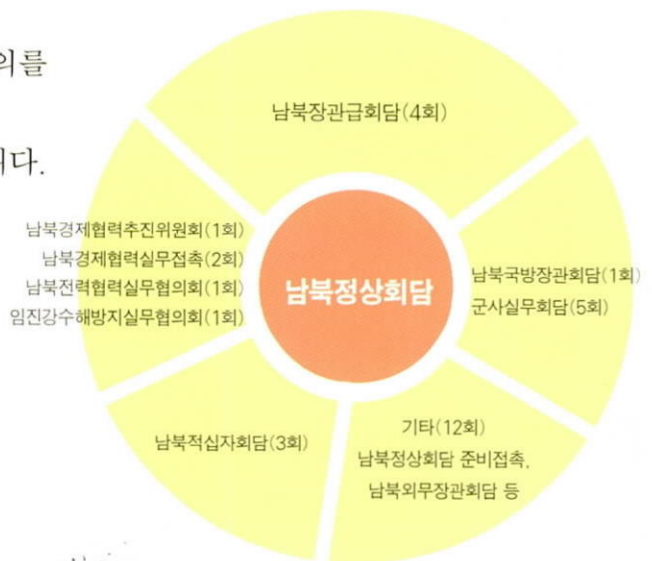 의를
니다.
남북장관급회담(4회)
남북경제협력추진위원회(1회)
남북경제협력실무접촉(2회)
남북전력협력실무협의회(1회)
임진강수해방지실무협의회(1회)
남북정상회담
남북국방장관회담(1회)
군사실무회담(5회)
남북적십자회담(3회)
기타(12회)
남북정상회담 준비접촉,
남북외무장관회담 등